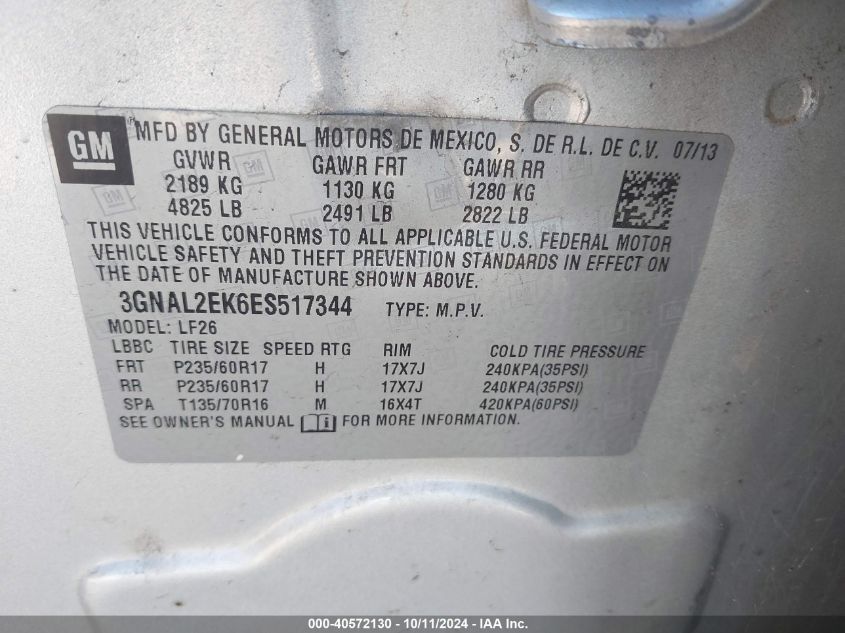 GM ® MFD BY GENERAL MOTORS DE MEXICO, S. DE R.L. DE C.V. 07/13
GVWR GAWR FRT GAWR RR
2189 KG 1130 KG 1280 KG
4825 LB 2491 LB 2822 LB
THIS VEHICLE CONFORMS TO ALL APPLICABLE U.S. FEDERAL MOTOR
VEHICLE SAFETY AND THEFT PREVENTION STANDARDS IN EFFECT ON
THE DATE OF MANUFACTURE SHOWN ABOVE.
3GNAL2EK6ES517344 TYPE: M.P.V.
MODEL: LF26
LBBC TIRE SIZE SPEED RTG RIM COLD TIRE PRESSURE
FRT P235/60R17 H 17X7J 240KPA(35PSI)
RR P235/60R17 H 17X7J 240KPA(35PSI)
SPA T135/70R16 M 16X4T 420KPA(60PSI)
SEE OWNER'S MANUAL i FOR MORE INFORMATION.
000-40572130 - 10/11/2024 - IAA Inc.